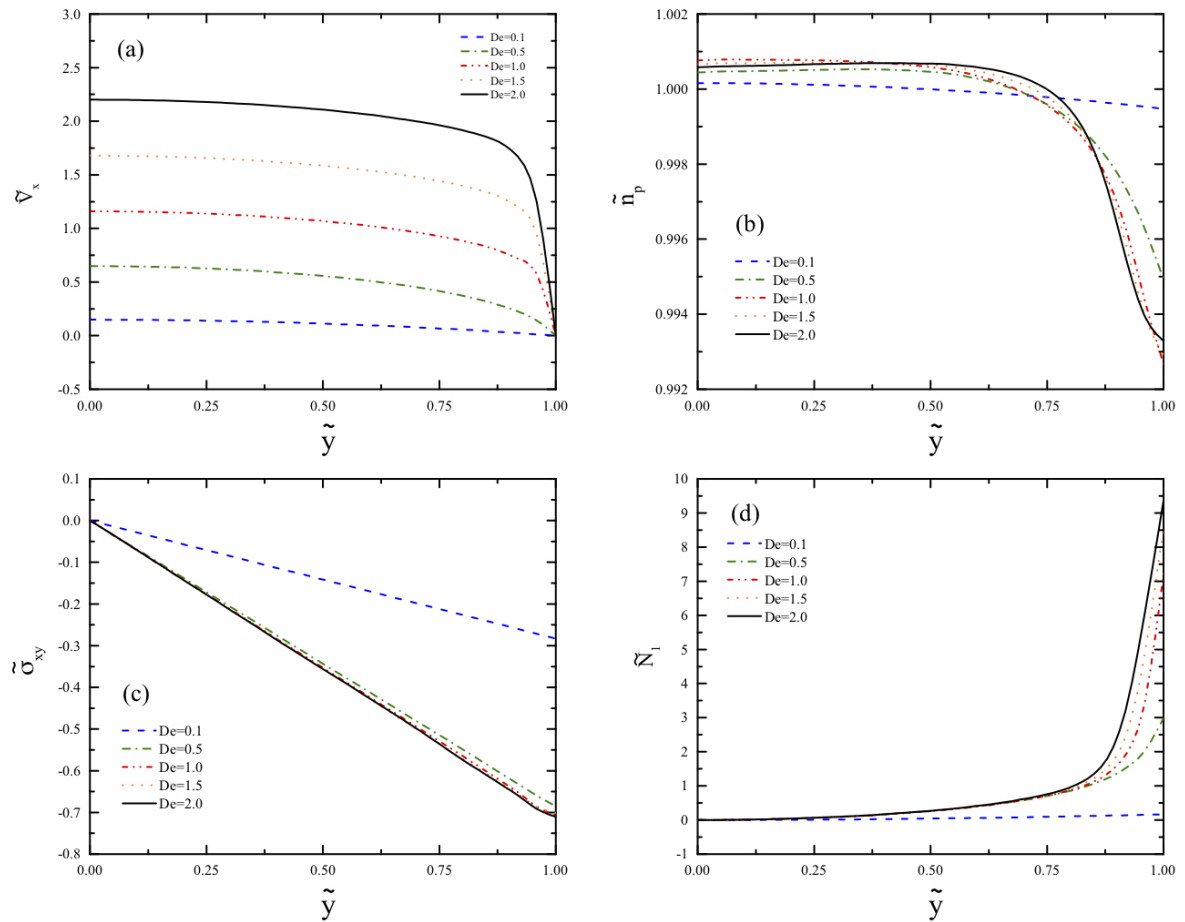 3.0
2.5
2.0
1.5
1.0
0.5
0.0
-0.5
ṽx
(a)
De=0.1
De=0.5
De=1.0
De=1.5
De=2.0
0.00 0.25 0.50 0.75 1.00
ỹ
1.002
1.000
0.998
0.996
0.994
0.992
ñp
(b)
De=0.1
De=0.5
De=1.0
De=1.5
De=2.0
0.00 0.25 0.50 0.75 1.00
ỹ
0.1
0.0
-0.1
-0.2
-0.3
-0.4
-0.5
-0.6
-0.7
-0.8
σ̃xy
(c)
De=0.1
De=0.5
De=1.0
De=1.5
De=2.0
0.00 0.25 0.50 0.75 1.00
ỹ
10
9
8
7
6
5
4
3
2
1
0
-1
Ñ1
(d)
De=0.1
De=0.5
De=1.0
De=1.5
De=2.0
0.00 0.25 0.50 0.75 1.00
ỹ